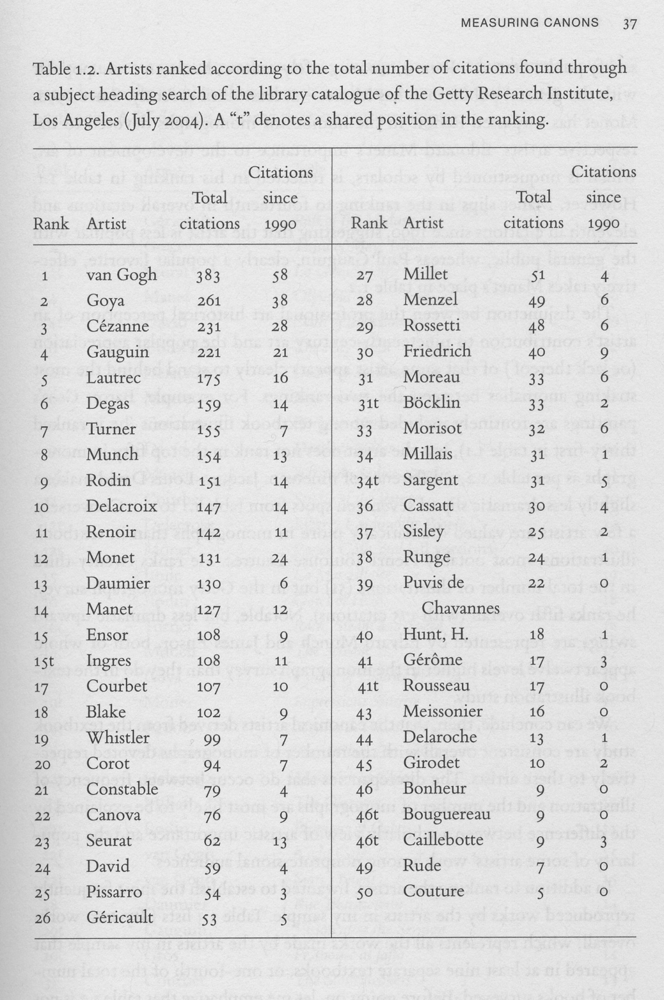 MEASURING CANONS 37
Table 1.2. Artists ranked according to the total number of citations found through
a subject heading search of the library catalogue of the Getty Research Institute,
Los Angeles (July 2004). A “t” denotes a shared position in the ranking.
Citations
Total since
Rank Artist citations 1990
1 van Gogh 383 58
2 Goya 261 38
3 Cézanne 231 28
4 Gauguin 221 21
5 Lautrec 175 16
6 Degas 159 14
7 Turner 155 7
8 Munch 154 13
9 Rodin 151 14
10 Delacroix 147 14
11 Renoir 142 11
12 Monet 131 24
13 Daumier 130 6
14 Manet 127 12
15 Ensor 108 9
15t Ingres 108 11
17 Courbet 107 10
18 Blake 102 9
19 Whistler 99 7
20 Corot 94 7
21 Constable 79 4
22 Canova 76 9
23 Seurat 62 13
24 David 59 4
25 Pissarro 54 3
26 Géricault 53 5
Citations
Total since
Rank Artist citations 1990
27 Millet 51 4
28 Menzel 49 6
29 Rossetti 48 6
30 Friedrich 40 9
31 Moreau 33 6
31t Böcklin 33 2
33 Morisot 32 6
34 Millais 31 1
34t Sargent 31 5
36 Cassatt 30 4
37 Sisley 25 2
38 Runge 24 1
39 Puvis de 22 0
Chavannes
40 Hunt, H. 18 1
41 Gérôme 17 3
41t Rousseau 17 0
43 Meissonier 16 0
44 Delaroche 13 1
45 Girodet 10 2
46 Bonheur 9 0
46t Bouguereau 9 0
46t Caillebotte 9 3
49 Rude 7 0
50 Couture 5 0